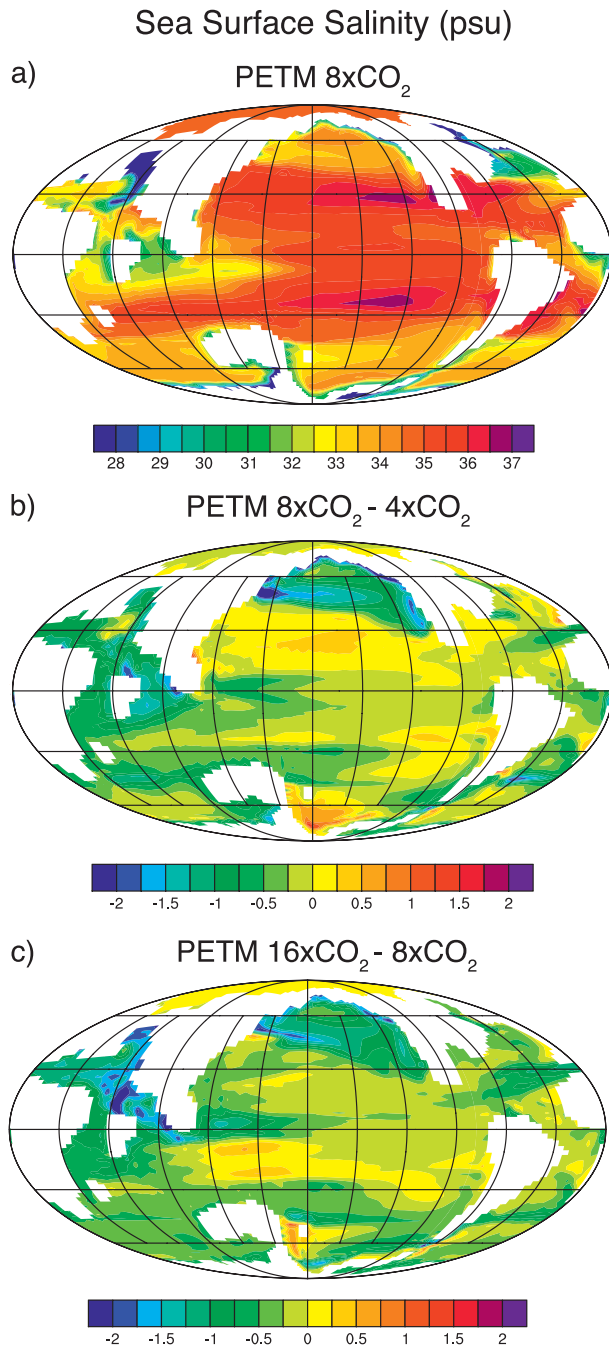 Sea Surface Salinity (psu)
a)
PETM 8xCO₂
28 29 30 31 32 33 34 35 36 37
b)
PETM 8xCO₂ - 4xCO₂
-2 -1.5 -1 -0.5 0 0.5 1 1.5 2
c)
PETM 16xCO₂ - 8xCO₂
-2 -1.5 -1 -0.5 0 0.5 1 1.5 2